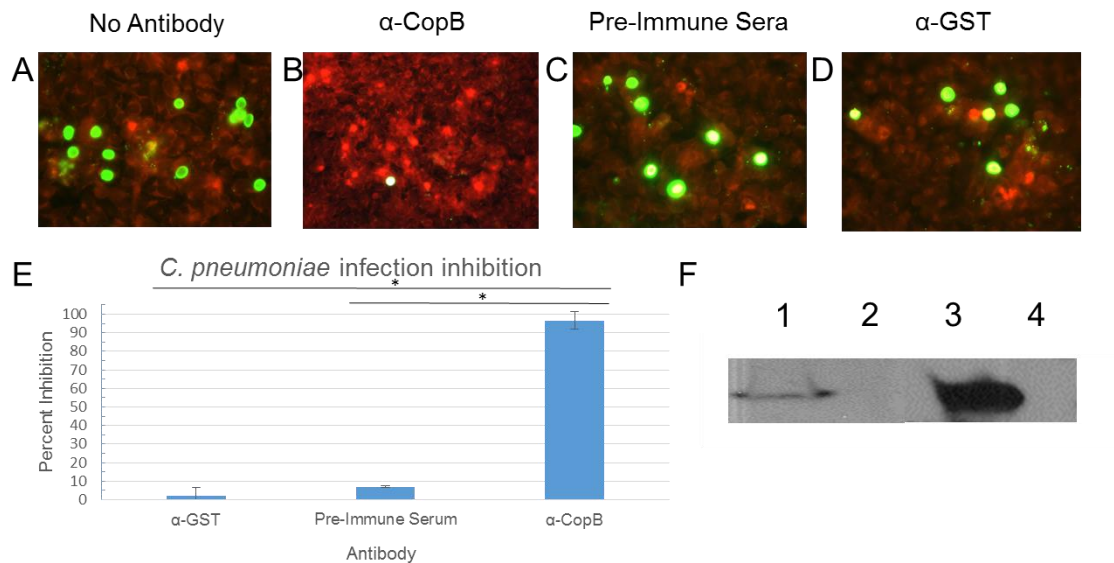 No Antibody
α-CopB
Pre-Immune Sera
α-GST
A
B
C
D
E
C. pneumoniae infection inhibition
*
*
Percent Inhibition
100
90
80
70
60
50
40
30
20
10
0
α-GST
Pre-Immune Serum
α-CopB
Antibody
F
1 2 3 4